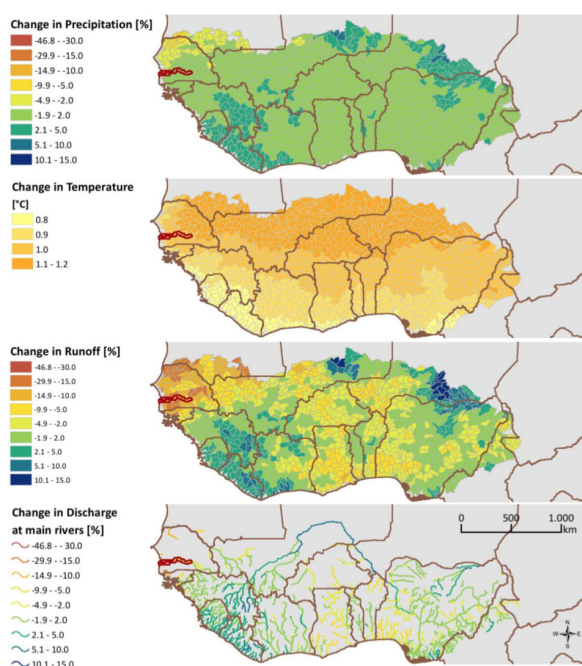 Change in Precipitation [%]
-46.8 - -30.0
-29.9 - -15.0
-14.9 - -10.0
-9.9 - -5.0
-4.9 - -2.0
-1.9 - 2.0
2.1 - 5.0
5.1 - 10.0
10.1 - 15.0
Change in Temperature
[°C]
0.8
0.9
1.0
1.1 - 1.2
Change in Runoff [%]
-46.8 - -30.0
-29.9 - -15.0
-14.9 - -10.0
-9.9 - -5.0
-4.9 - -2.0
-1.9 - 2.0
2.1 - 5.0
5.1 - 10.0
10.1 - 15.0
Change in Discharge
at main rivers [%]
-46.8 - -30.0
-29.9 - -15.0
-14.9 - -10.0
-9.9 - -5.0
-4.9 - -2.0
-1.9 - 2.0
2.1 - 5.0
5.1 - 10.0
10.1 - 15.0
0 500 1.000
km
N
W E
S